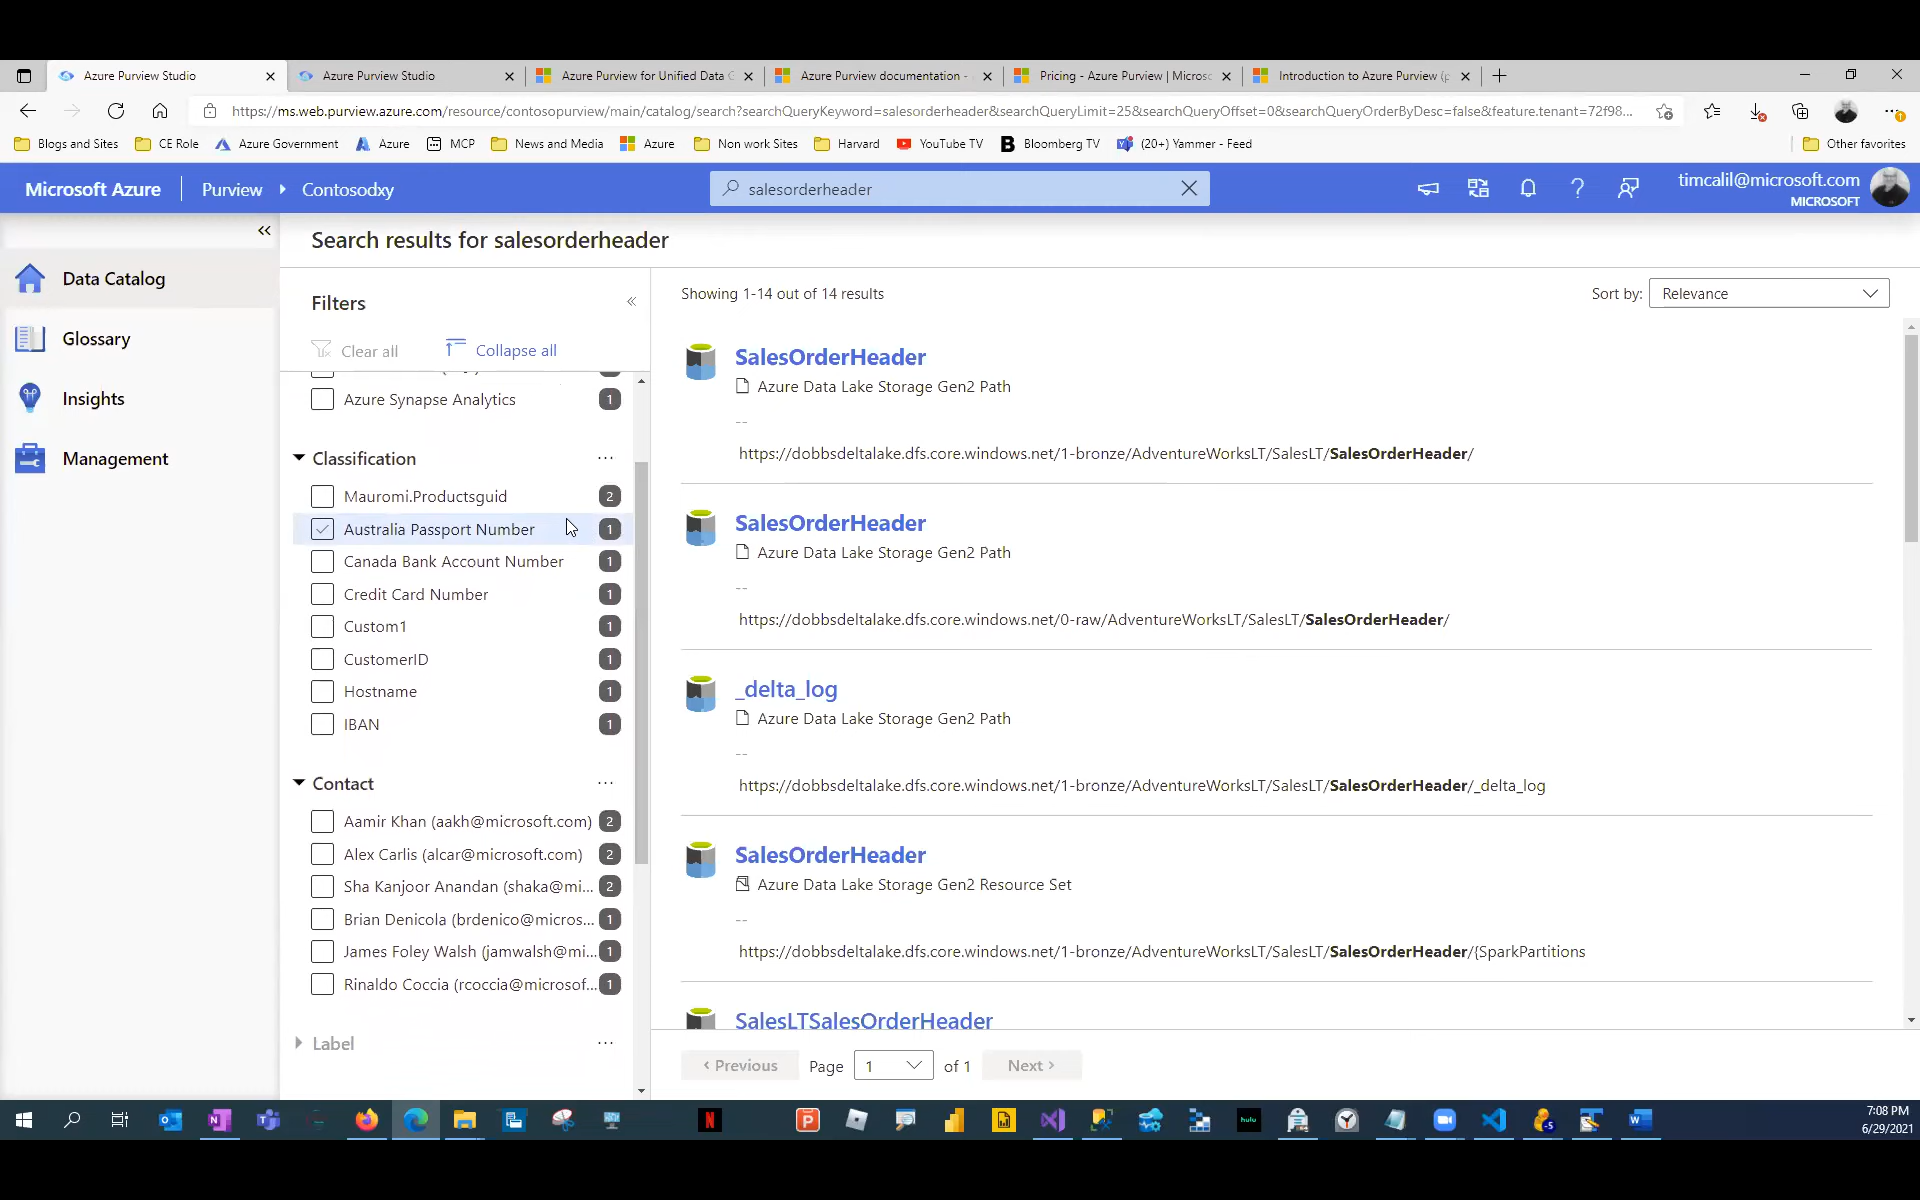 Azure Purview Studio
Azure Purview Studio
Azure Purview for Unified Data G
Azure Purview documentation -
Pricing - Azure Purview | Microso
Introduction to Azure Purview (p
https://ms.web.purview.azure.com/resource/contosopurview/main/catalog/search?searchQueryKeyword=salesorderheader&searchQueryLimit=25&searchQueryOffset=0&searchQueryOrderByDesc=false&feature.tenant=72f98...
Blogs and Sites
CE Role
Azure Government
Azure
MCP
News and Media
Azure
Non work Sites
Harvard
YouTube TV
Bloomberg TV
(20+) Yammer - Feed
Other favorites
Microsoft Azure
Purview
Contosodxy
salesorderheader
timcalil@microsoft.com
MICROSOFT
Data Catalog
Glossary
Insights
Management
Search results for salesorderheader
Filters
Clear all
Collapse all
Azure Synapse Analytics 1
Classification ...
Mauromi.Productsguid 2
Australia Passport Number 1
Canada Bank Account Number 1
Credit Card Number 1
Custom1 1
CustomerID 1
Hostname 1
IBAN 1
Contact ...
Aamir Khan (aakh@microsoft.com) 2
Alex Carlis (alcar@microsoft.com) 2
Sha Kanjoor Anandan (shaka@mi... 2
Brian Denicola (brdenico@micros... 1
James Foley Walsh (jamwalsh@mi... 1
Rinaldo Coccia (rcoccia@microsof... 1
Label ...
Showing 1-14 out of 14 results
Sort by: Relevance
SalesOrderHeader
Azure Data Lake Storage Gen2 Path
--
https://dobbsdeltalake.dfs.core.windows.net/1-bronze/AdventureWorksLT/SalesLT/SalesOrderHeader/
SalesOrderHeader
Azure Data Lake Storage Gen2 Path
--
https://dobbsdeltalake.dfs.core.windows.net/0-raw/AdventureWorksLT/SalesLT/SalesOrderHeader/
_delta_log
Azure Data Lake Storage Gen2 Path
--
https://dobbsdeltalake.dfs.core.windows.net/1-bronze/AdventureWorksLT/SalesLT/SalesOrderHeader/_delta_log
SalesOrderHeader
Azure Data Lake Storage Gen2 Resource Set
--
https://dobbsdeltalake.dfs.core.windows.net/1-bronze/AdventureWorksLT/SalesLT/SalesOrderHeader/{SparkPartitions
SalesLTSalesOrderHeader
Previous
Page 1 of 1
Next
hulu
7:08 PM
6/29/2021